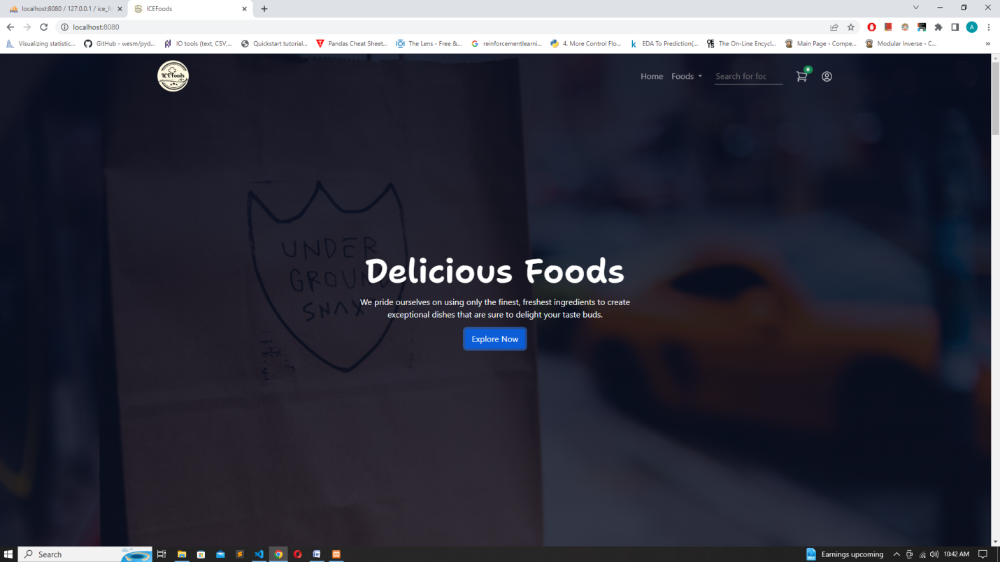 localhost:8080 / 127.0.0.1 / ice_fo
ICEFoods
localhost:8080
A
Visualizing statistic...
GitHub - wesm/pyd...
IO tools (text, CSV,...
Quickstart tutorial...
Pandas Cheat Sheet...
The Lens - Free &...
reinforcementlearni...
4. More Control Flo...
EDA To Prediction(...
The On-Line Encycl...
Main Page - Compe...
Modular Inverse - C...
»
ICEFoods
Home
Foods
Search for foc
0
UNDER
GROUND
SNAX
Delicious Foods
We pride ourselves on using only the finest, freshest ingredients to create
exceptional dishes that are sure to delight your taste buds.
Explore Now
Search
Earnings upcoming
10:42 AM